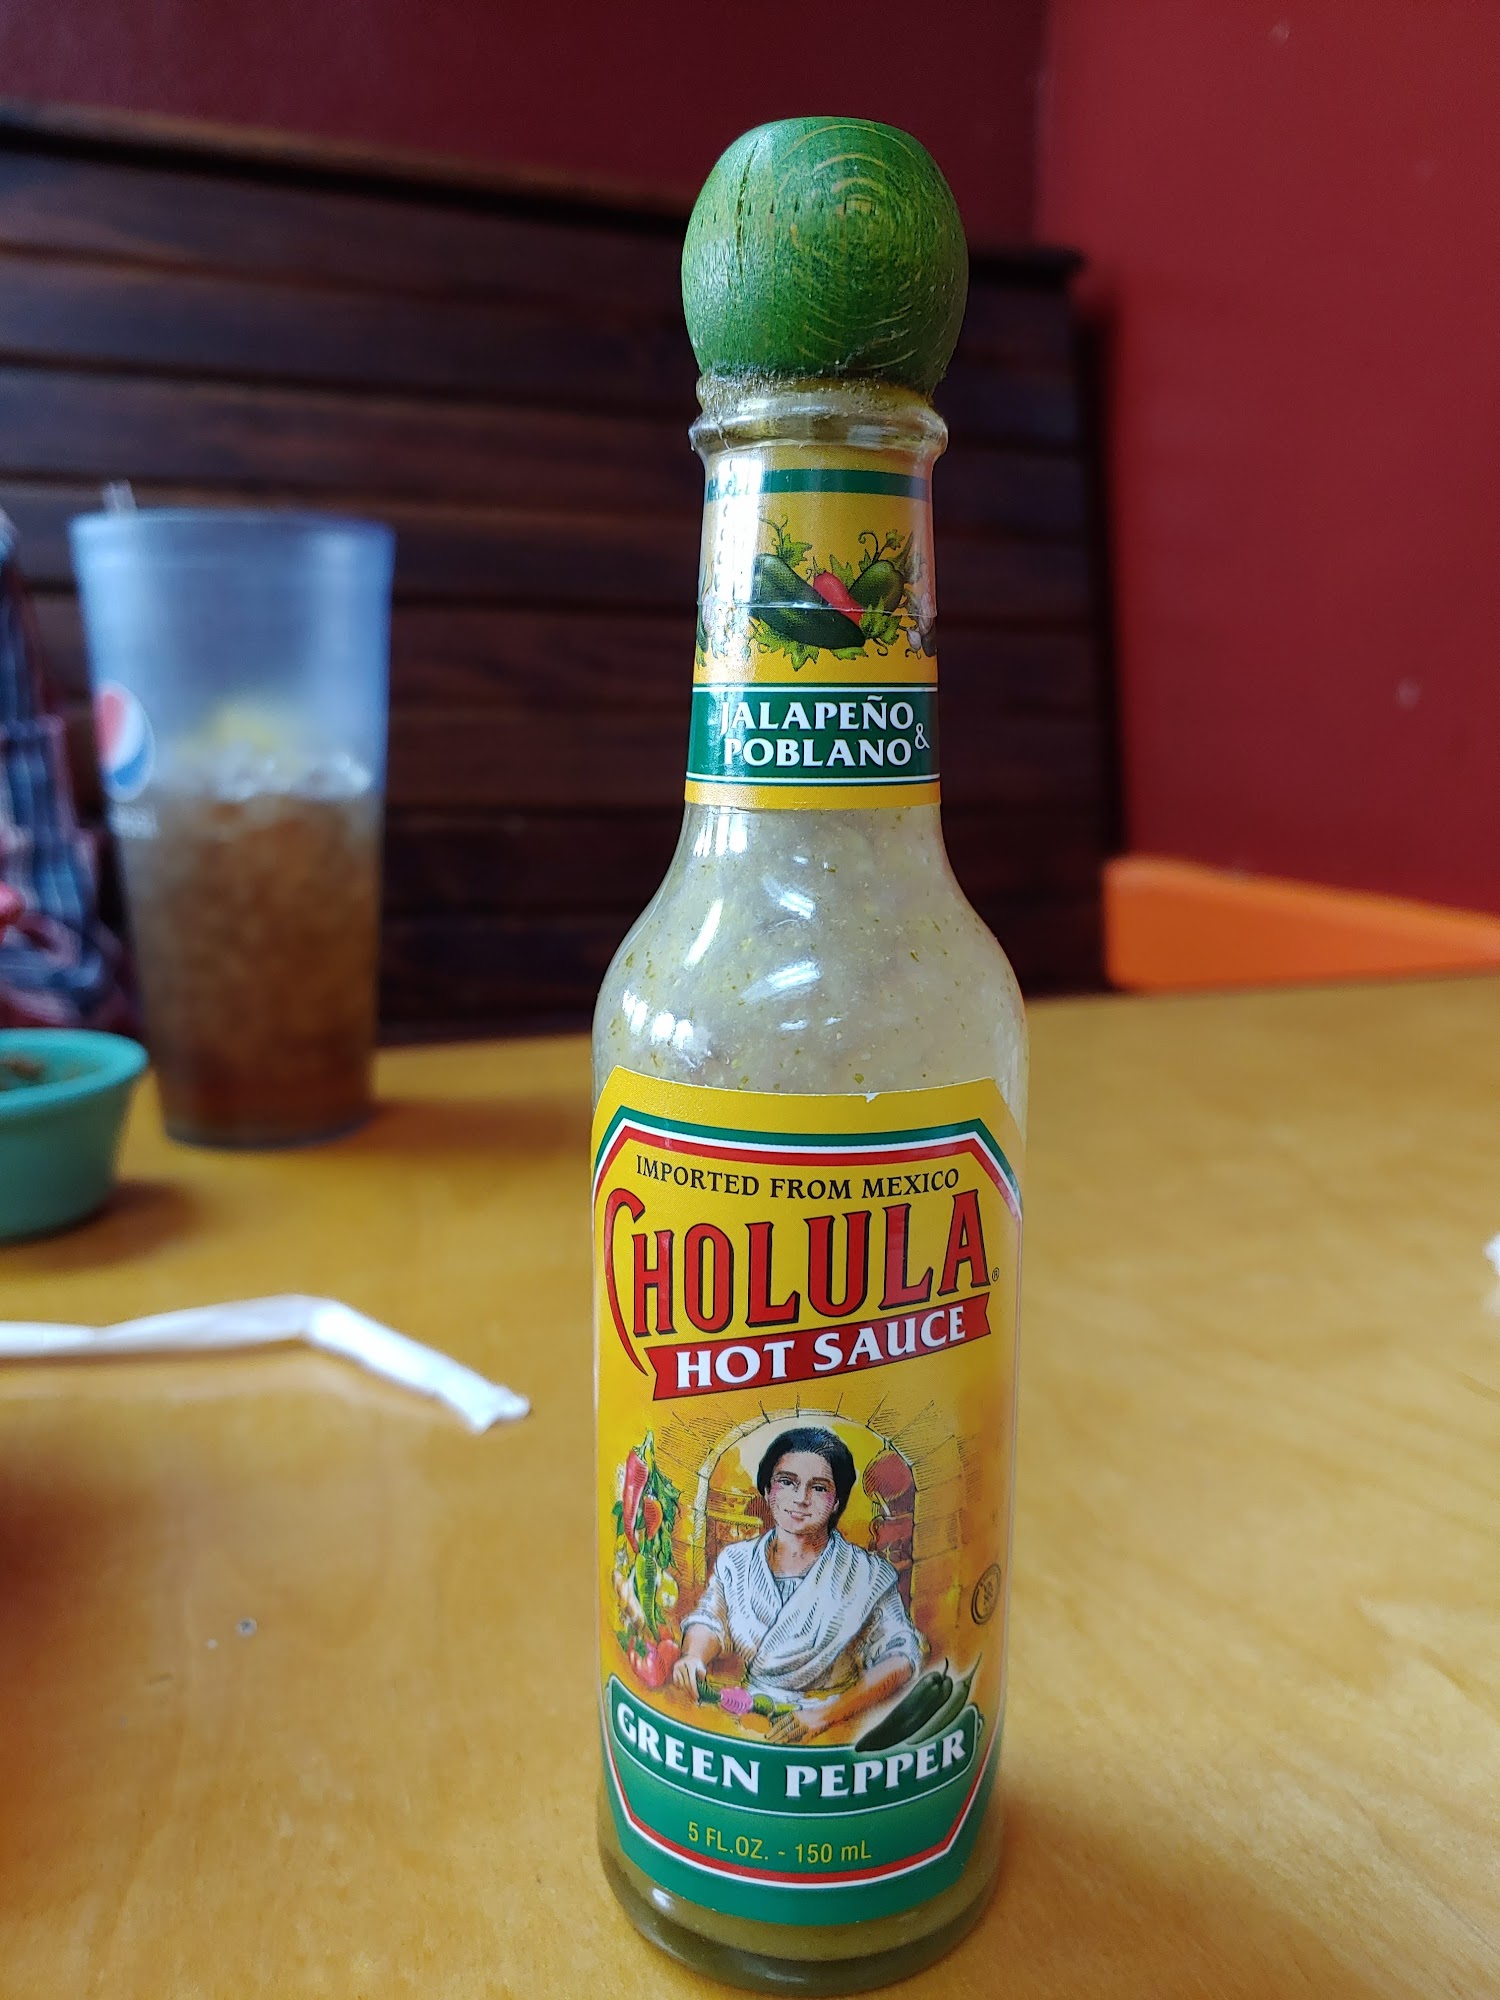 JALAPEÑO
& POBLANO
IMPORTED FROM MEXICO
CHOLULA®
HOT SAUCE
GREEN PEPPER
5 FL.OZ. - 150 mL